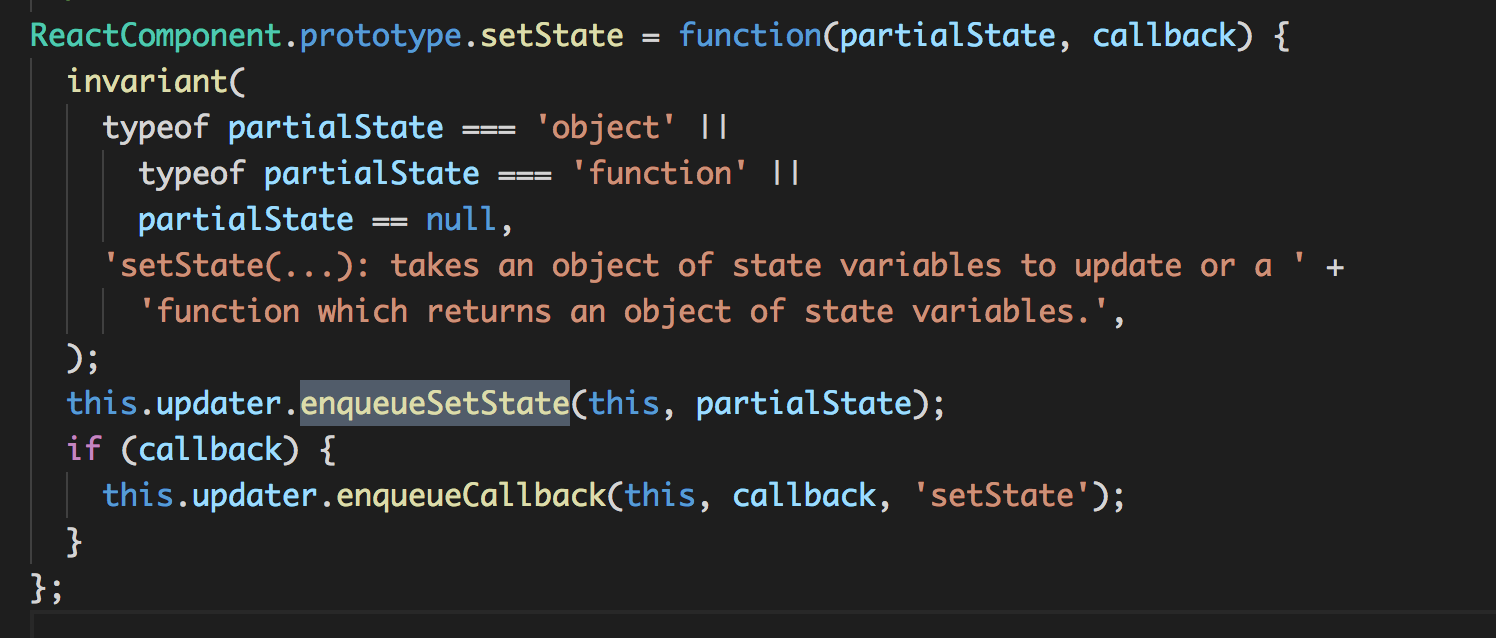 ReactComponent.prototype.setState = function(partialState, callback) {
  invariant(
    typeof partialState === 'object' ||
      typeof partialState === 'function' ||
      partialState == null,
    'setState(...): takes an object of state variables to update or a ' +
      'function which returns an object of state variables.',
  );
  this.updater.enqueueSetState(this, partialState);
  if (callback) {
    this.updater.enqueueCallback(this, callback, 'setState');
  }
};